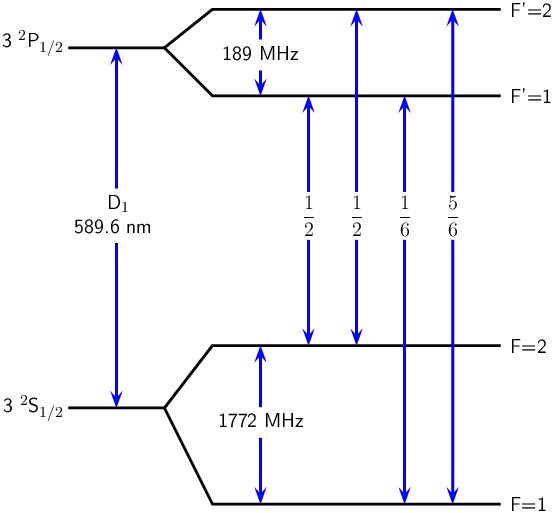 F'=2
3 ²P₁/₂
189 MHz
F'=1
D₁
589.6 nm
1/2
1/2
1/6
5/6
F=2
3 ²S₁/₂
1772 MHz
F=1